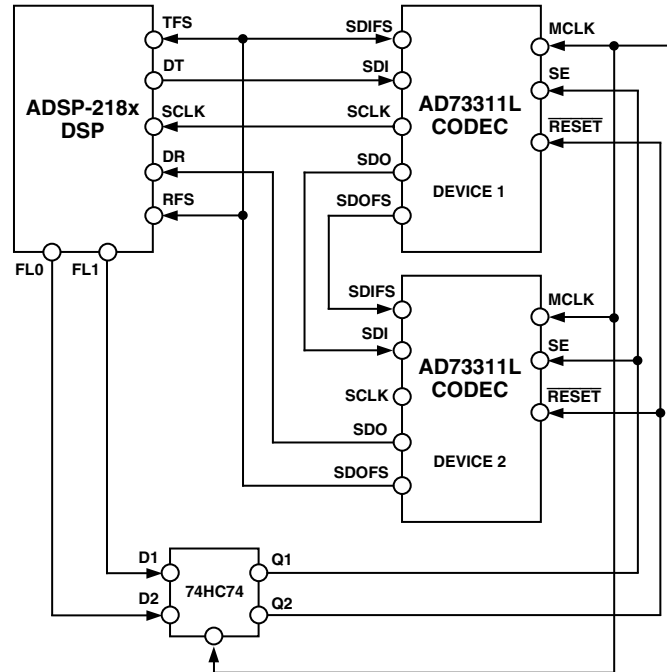 TFS
DT
SCLK
DR
RFS
ADSP-218x
DSP
FL0
FL1
SDIFS
SDI
SCLK
SDO
SDOFS
AD73311L
CODEC
DEVICE 1
MCLK
SE
RESET
SDIFS
SDI
SCLK
SDO
SDOFS
AD73311L
CODEC
DEVICE 2
MCLK
SE
RESET
D1
D2
74HC74
Q1
Q2